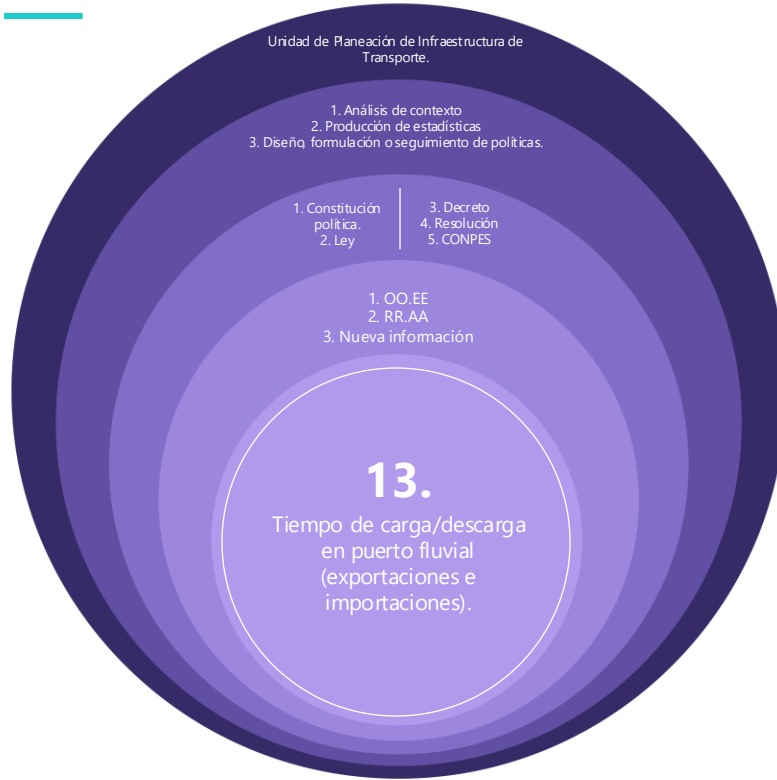 Unidad de Planeación de Infraestructura de
Transporte.
1. Análisis de contexto
2. Producción de estadísticas
3. Diseño, formulación o seguimiento de políticas.
1. Constitución
política.
2. Ley
3. Decreto
4. Resolución
5. CONPES
1. OO.EE
2. RR.AA
3. Nueva información
13.
Tiempo de carga/descarga
en puerto fluvial
(exportaciones e
importaciones).